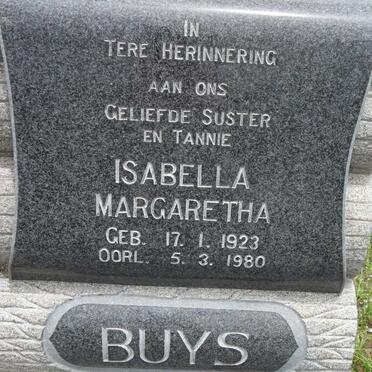 IN
TERE HERINNERING
AAN ONS
GELIEFDE SUSTER
EN TANNIE
ISABELLA
MARGARETHA
GEB. 17. 1. 1923
OORL. 5. 3. 1980
BUYS